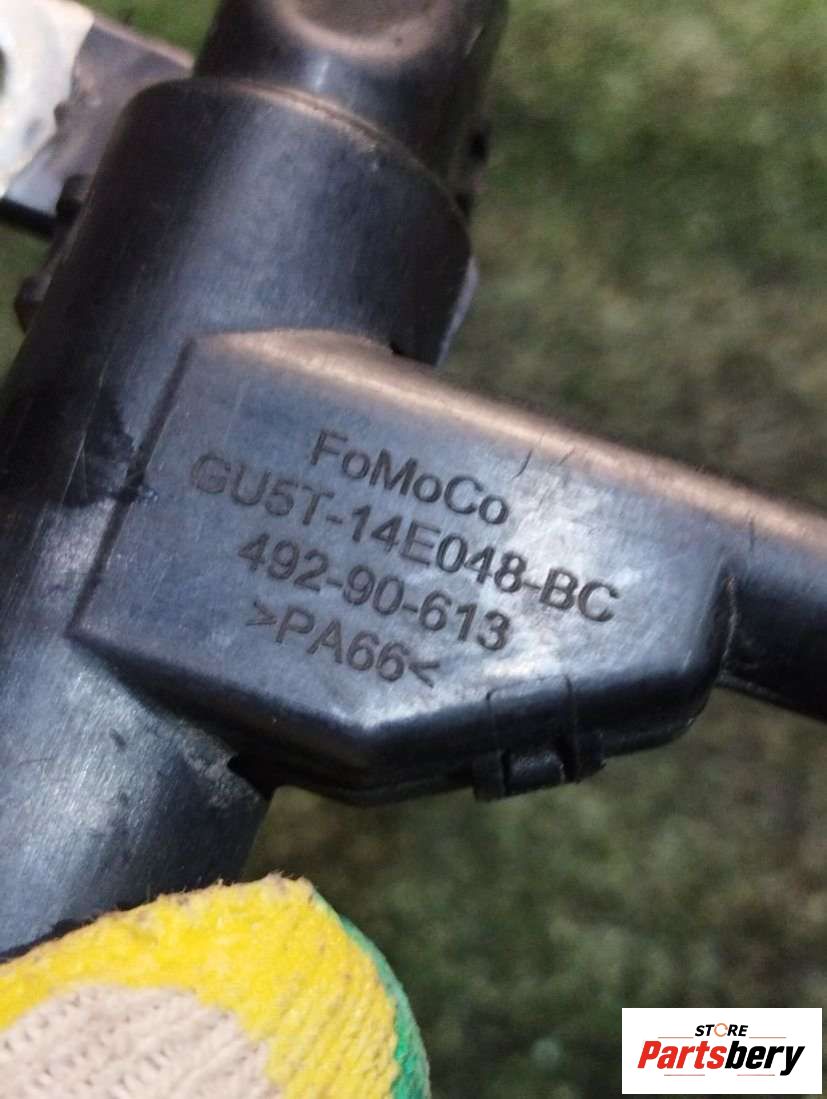 FoMoCo
GU5T-14E048-BC
492-90-613
>PA66<
STORE
Partsbery